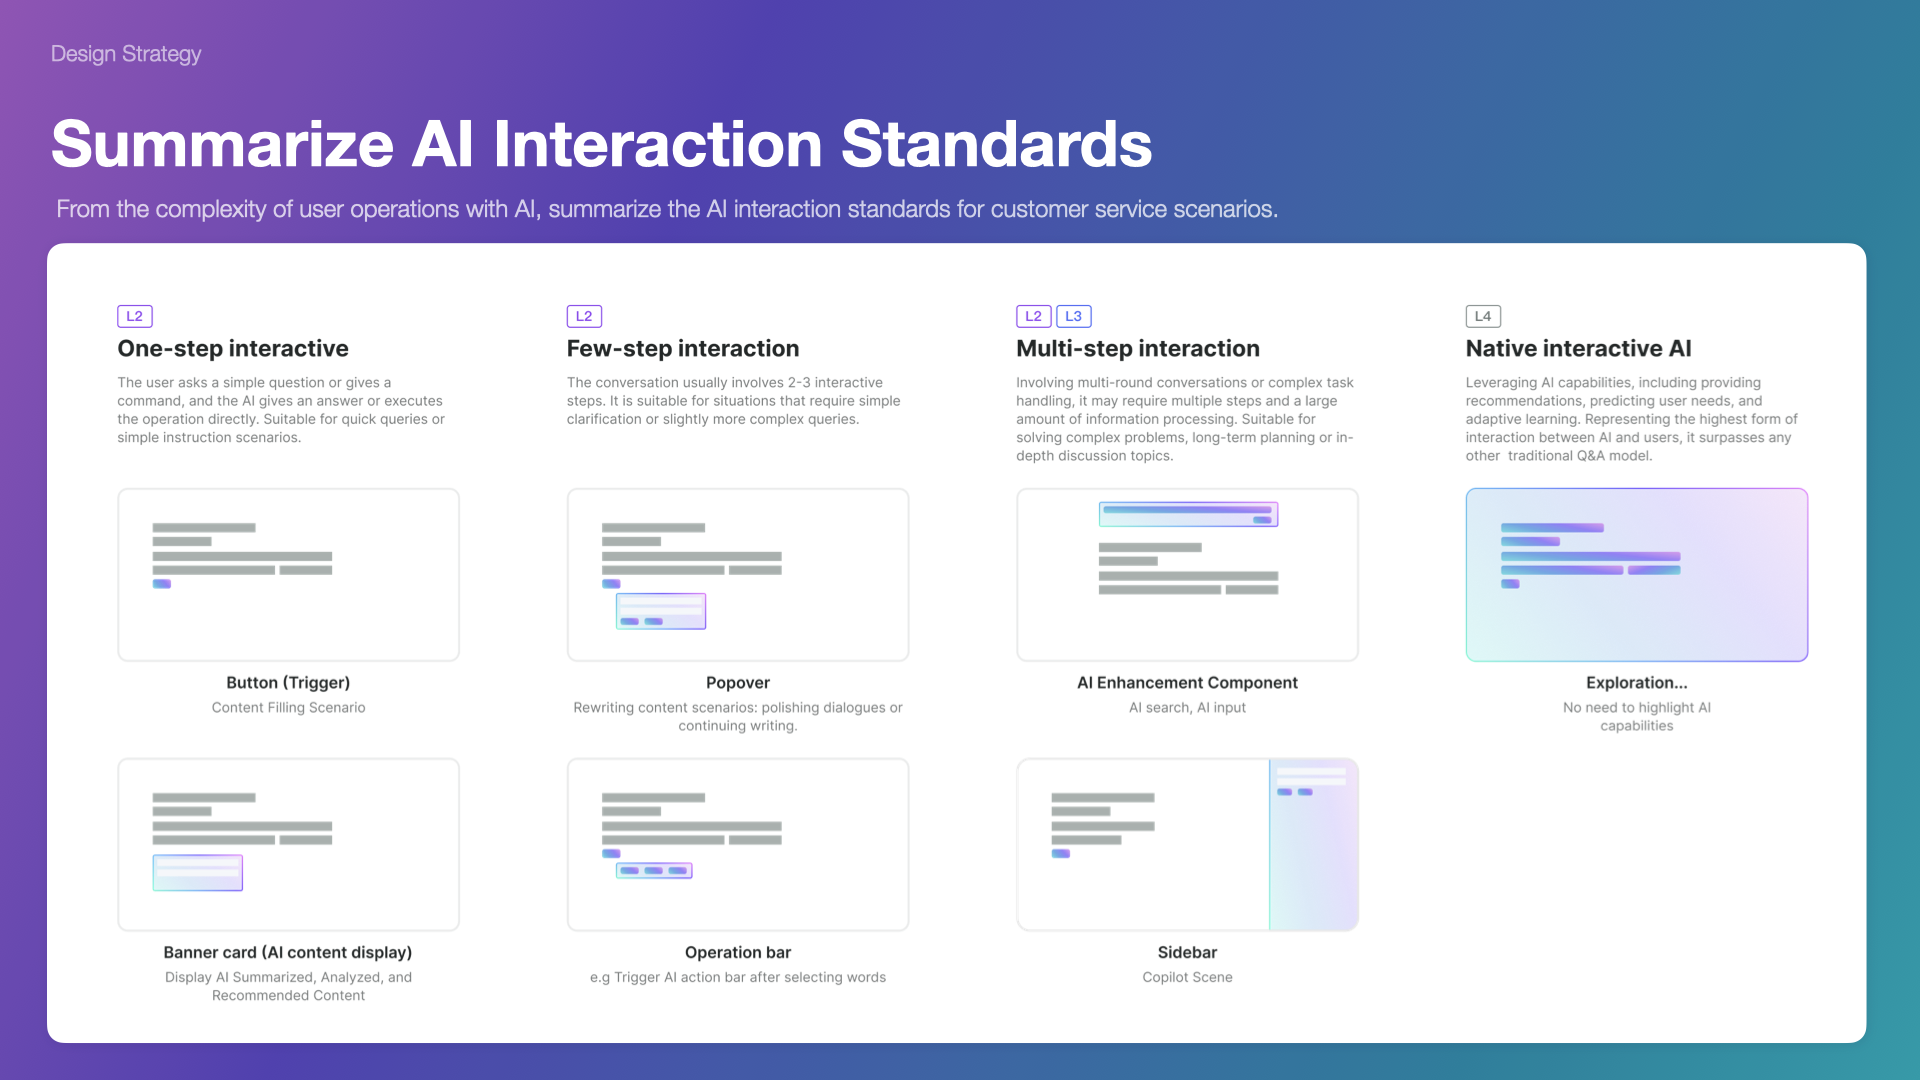 Design Strategy
Summarize AI Interaction Standards
From the complexity of user operations with AI, summarize the AI interaction standards for customer service scenarios.
L2
One-step interactive
The user asks a simple question or gives a
command, and the AI gives an answer or executes
the operation directly. Suitable for quick queries or
simple instruction scenarios.
Button (Trigger)
Content Filling Scenario
Banner card (AI content display)
Display AI Summarized, Analyzed, and
Recommended Content
L2
Few-step interaction
The conversation usually involves 2-3 interactive
steps. It is suitable for situations that require simple
clarification or slightly more complex queries.
Popover
Rewriting content scenarios: polishing dialogues or
continuing writing.
Operation bar
e.g Trigger AI action bar after selecting words
L2 L3
Multi-step interaction
Involving multi-round conversations or complex task
handling, it may require multiple steps and a large
amount of information processing. Suitable for
solving complex problems, long-term planning or in-
depth discussion topics.
AI Enhancement Component
AI search, AI input
Sidebar
Copilot Scene
L4
Native interactive AI
Leveraging AI capabilities, including providing
recommendations, predicting user needs, and
adaptive learning. Representing the highest form of
interaction between AI and users, it surpasses any
other  traditional Q&A model.
Exploration...
No need to highlight AI
capabilities